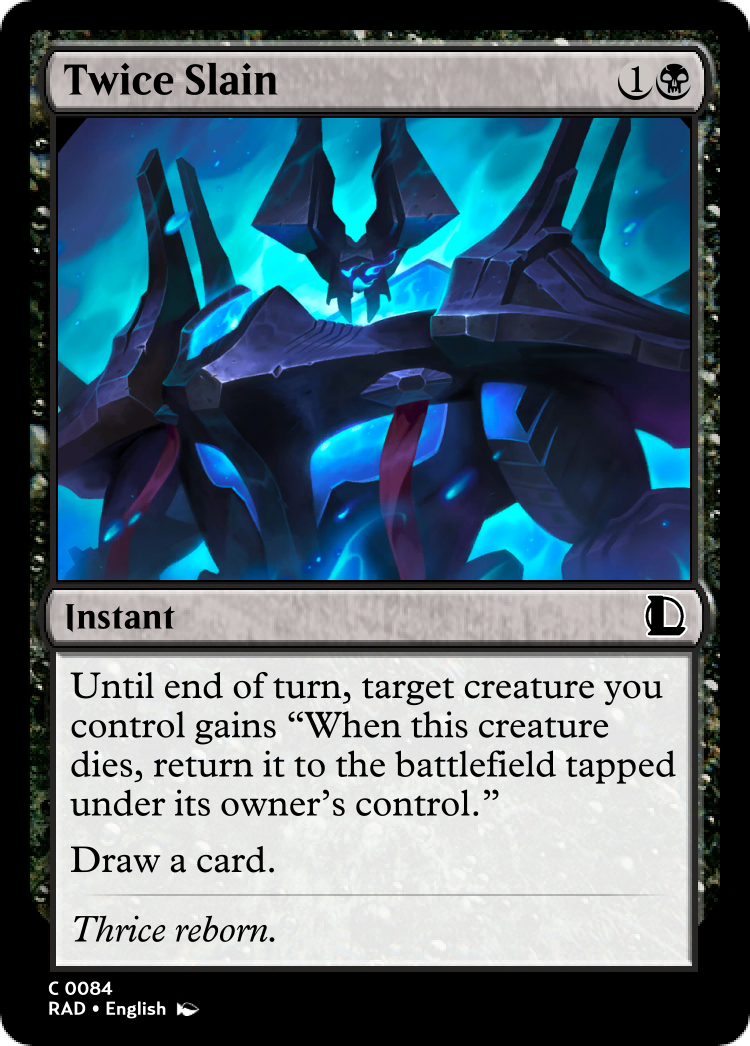 Twice Slain
1
Instant
Until end of turn, target creature you
control gains “When this creature
dies, return it to the battlefield tapped
under its owner’s control.”
Draw a card.
Thrice reborn.
C 0084
RAD • English